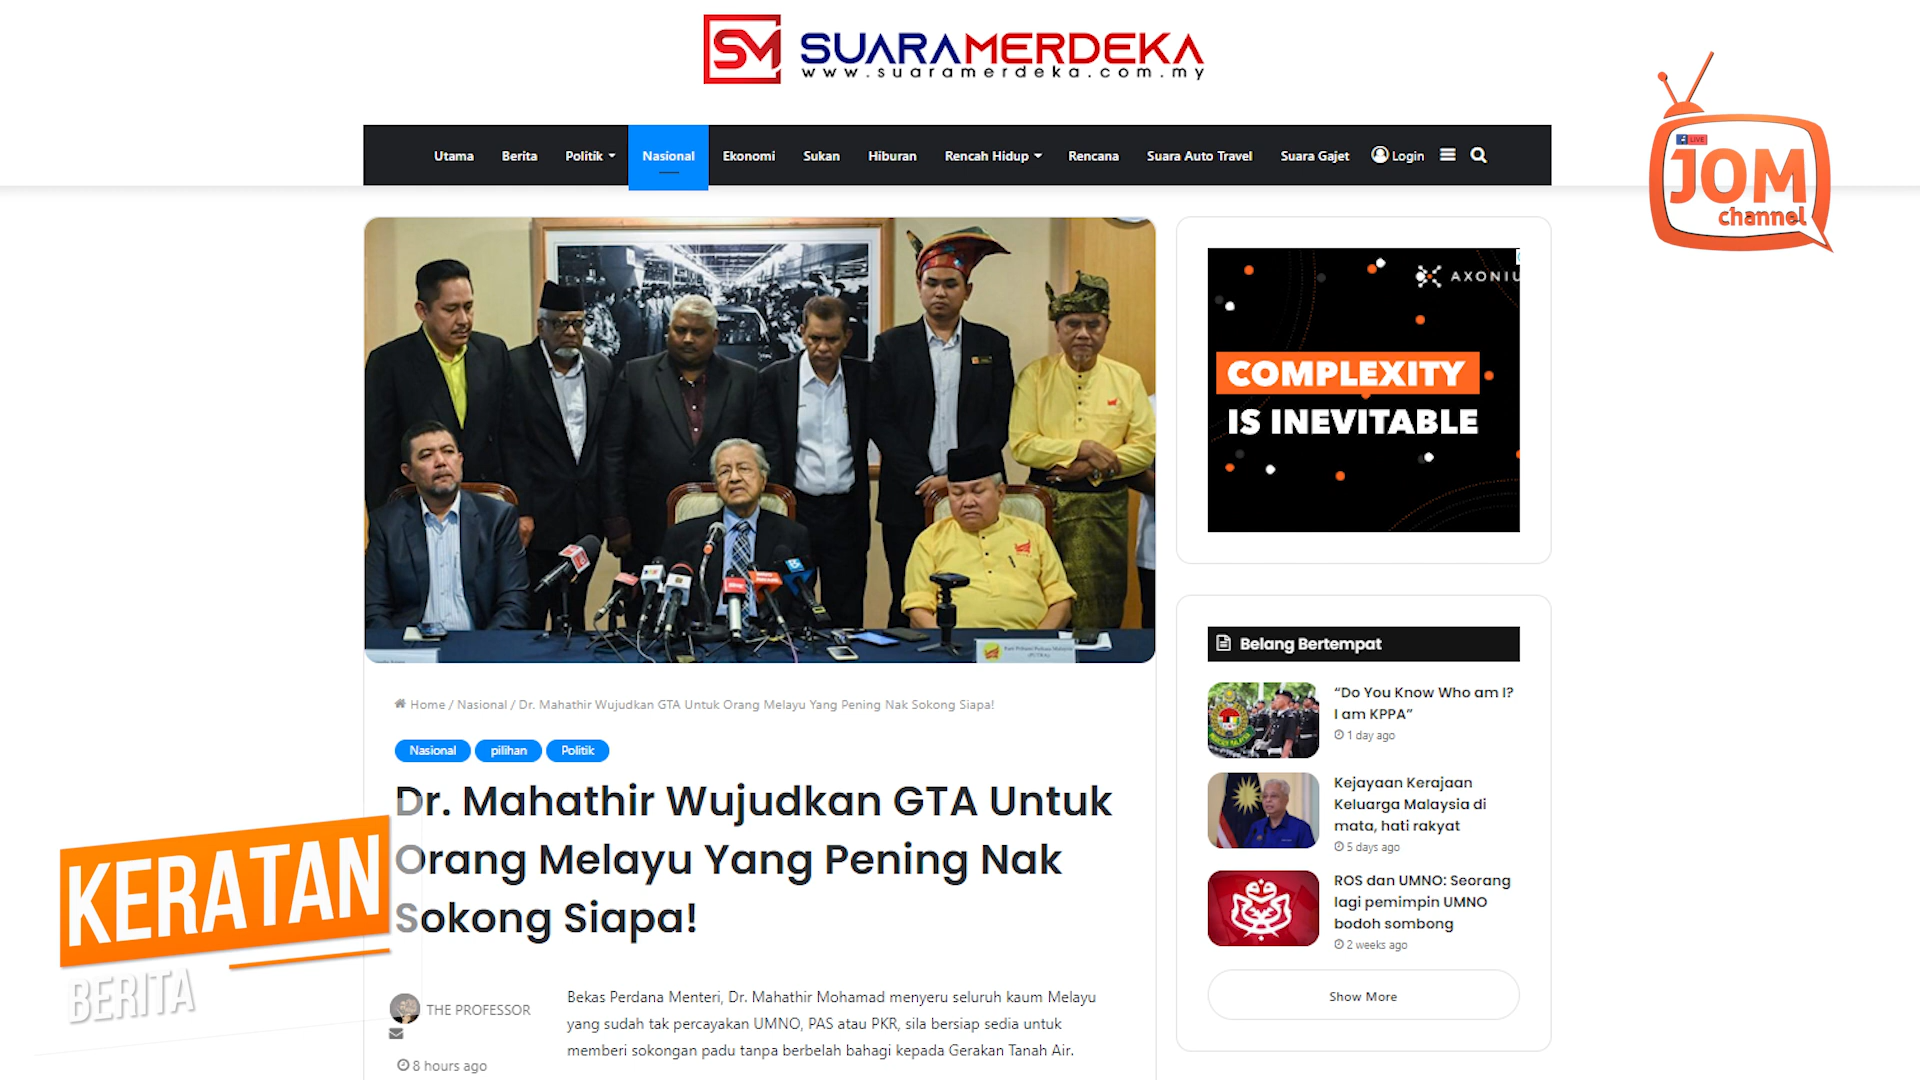 SM SUARAMERDEKA
www.suaramerdeka.com.my
Utama Berita Politik Nasional Ekonomi Sukan Hiburan Rencah Hidup Rencana Suara Auto Travel Suara Gajet Login
LIVE
JOM
channel
AXONIU
COMPLEXITY
IS INEVITABLE
Home / Nasional / Dr. Mahathir Wujudkan GTA Untuk Orang Melayu Yang Pening Nak Sokong Siapa!
Nasional pilihan Politik
Dr. Mahathir Wujudkan GTA Untuk
Orang Melayu Yang Pening Nak
Sokong Siapa!
KERATAN
BERITA
THE PROFESSOR
8 hours ago
Bekas Perdana Menteri, Dr. Mahathir Mohamad menyeru seluruh kaum Melayu
yang sudah tak percayakan UMNO, PAS atau PKR, sila bersiap sedia untuk
memberi sokongan padu tanpa berbelah bahagi kepada Gerakan Tanah Air.
Belang Bertempat
“Do You Know Who am I?
I am KPPA”
1 day ago
Kejayaan Kerajaan
Keluarga Malaysia di
mata, hati rakyat
5 days ago
ROS dan UMNO: Seorang
lagi pemimpin UMNO
bodoh sombong
2 weeks ago
Show More